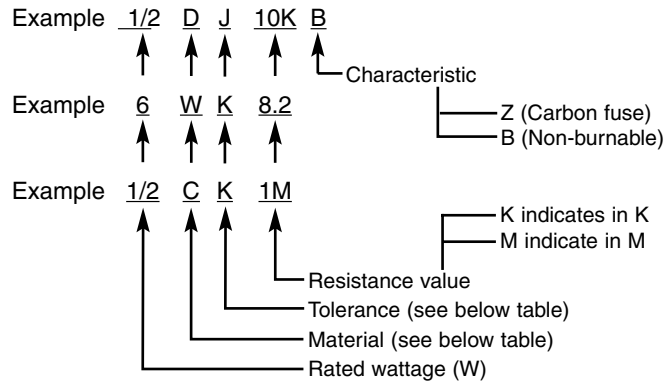 Example 1/2 D J 10K B
Characteristic
Example 6 W K 8.2
Z (Carbon fuse)
B (Non-burnable)
Example 1/2 C K 1M
K indicates in K
M indicate in M
Resistance value
Tolerance (see below table)
Material (see below table)
Rated wattage (W)